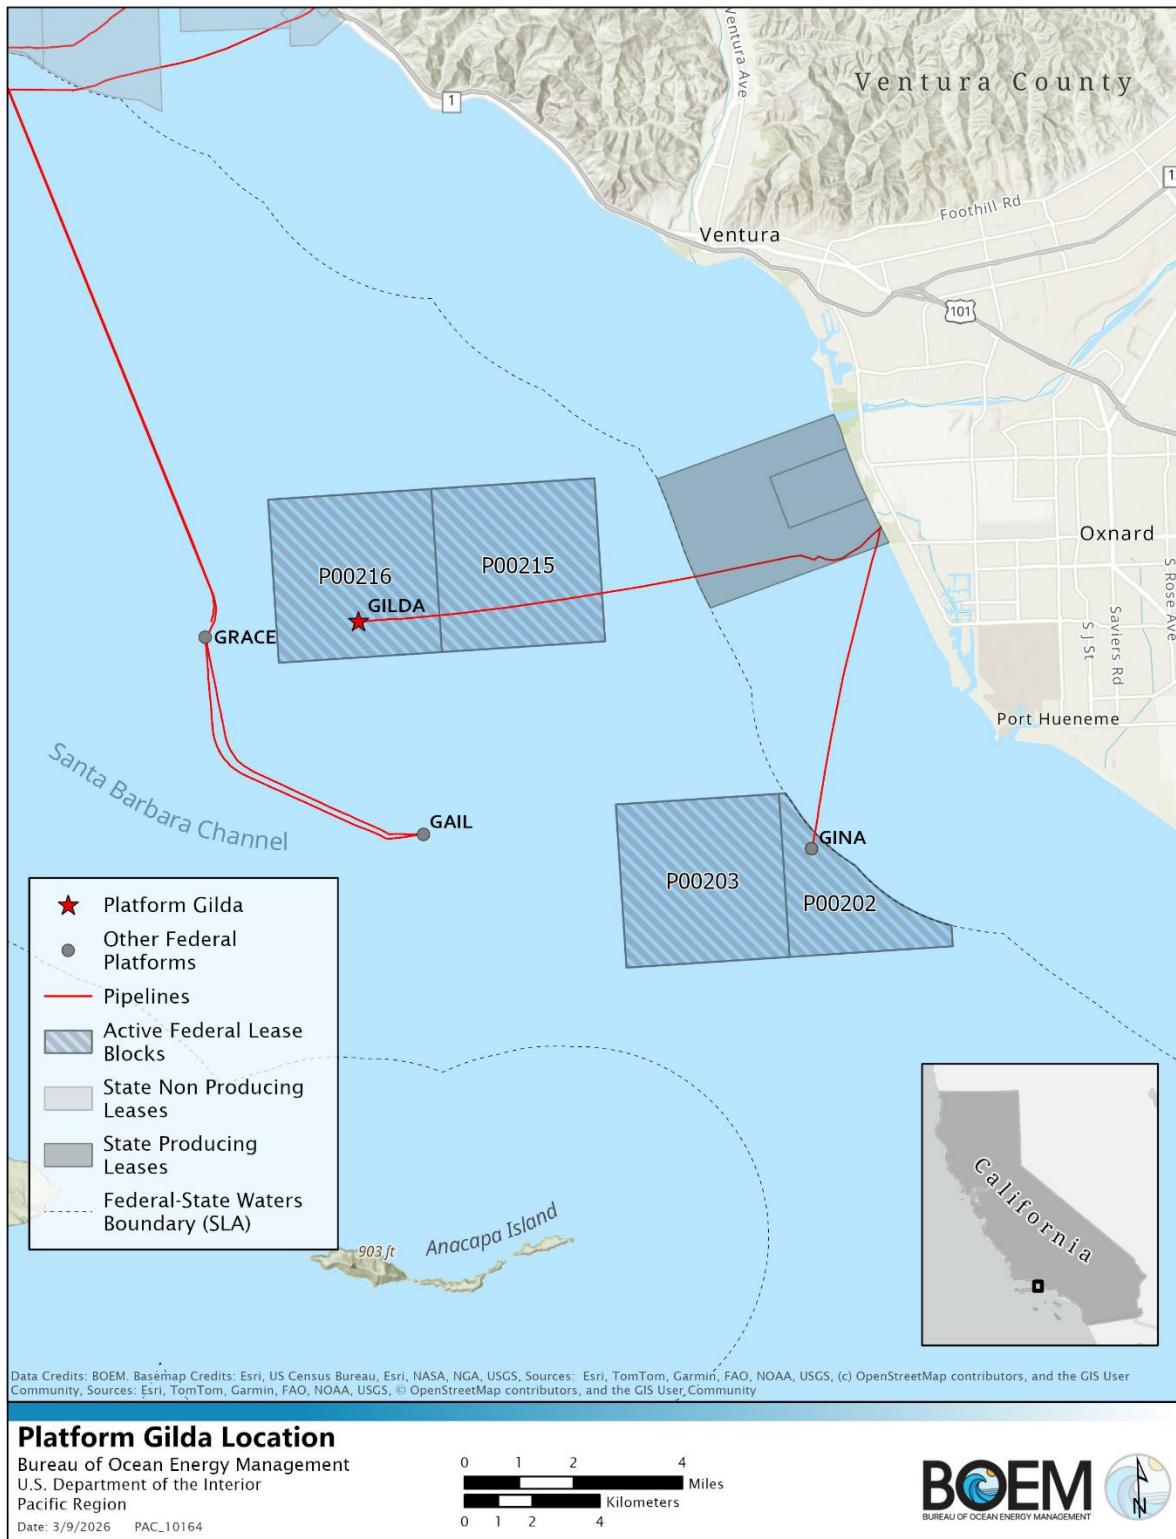 Ventura Ave
Ventura County
1
1
Foothill Rd
Ventura
101
P00216
P00215
GILDA
GRACE
Oxnard
S Rose Ave
Saviers Rd
S J St
Port Hueneme
Santa Barbara Channel
GAIL
GINA
P00203
P00202
Platform Gilda
Other Federal
Platforms
Pipelines
Active Federal Lease
Blocks
State Non Producing
Leases
State Producing
Leases
Federal-State Waters
Boundary (SLA)
903 ft
Anacapa Island
California
Data Credits: BOEM. Basemap Credits: Esri, US Census Bureau, Esri, NASA, NGA, USGS, Sources: Esri, TomTom, Garmin, FAO, NOAA, USGS, (c) OpenStreetMap contributors, and the GIS User
Community, Sources: Esri, TomTom, Garmin, FAO, NOAA, USGS, © OpenStreetMap contributors, and the GIS User Community
Platform Gilda Location
Bureau of Ocean Energy Management
U.S. Department of the Interior
Pacific Region
Date: 3/9/2026 PAC_10164
0 1 2 4
Miles
Kilometers
0 1 2 4
BOEM
BUREAU OF OCEAN ENERGY MANAGEMENT
N